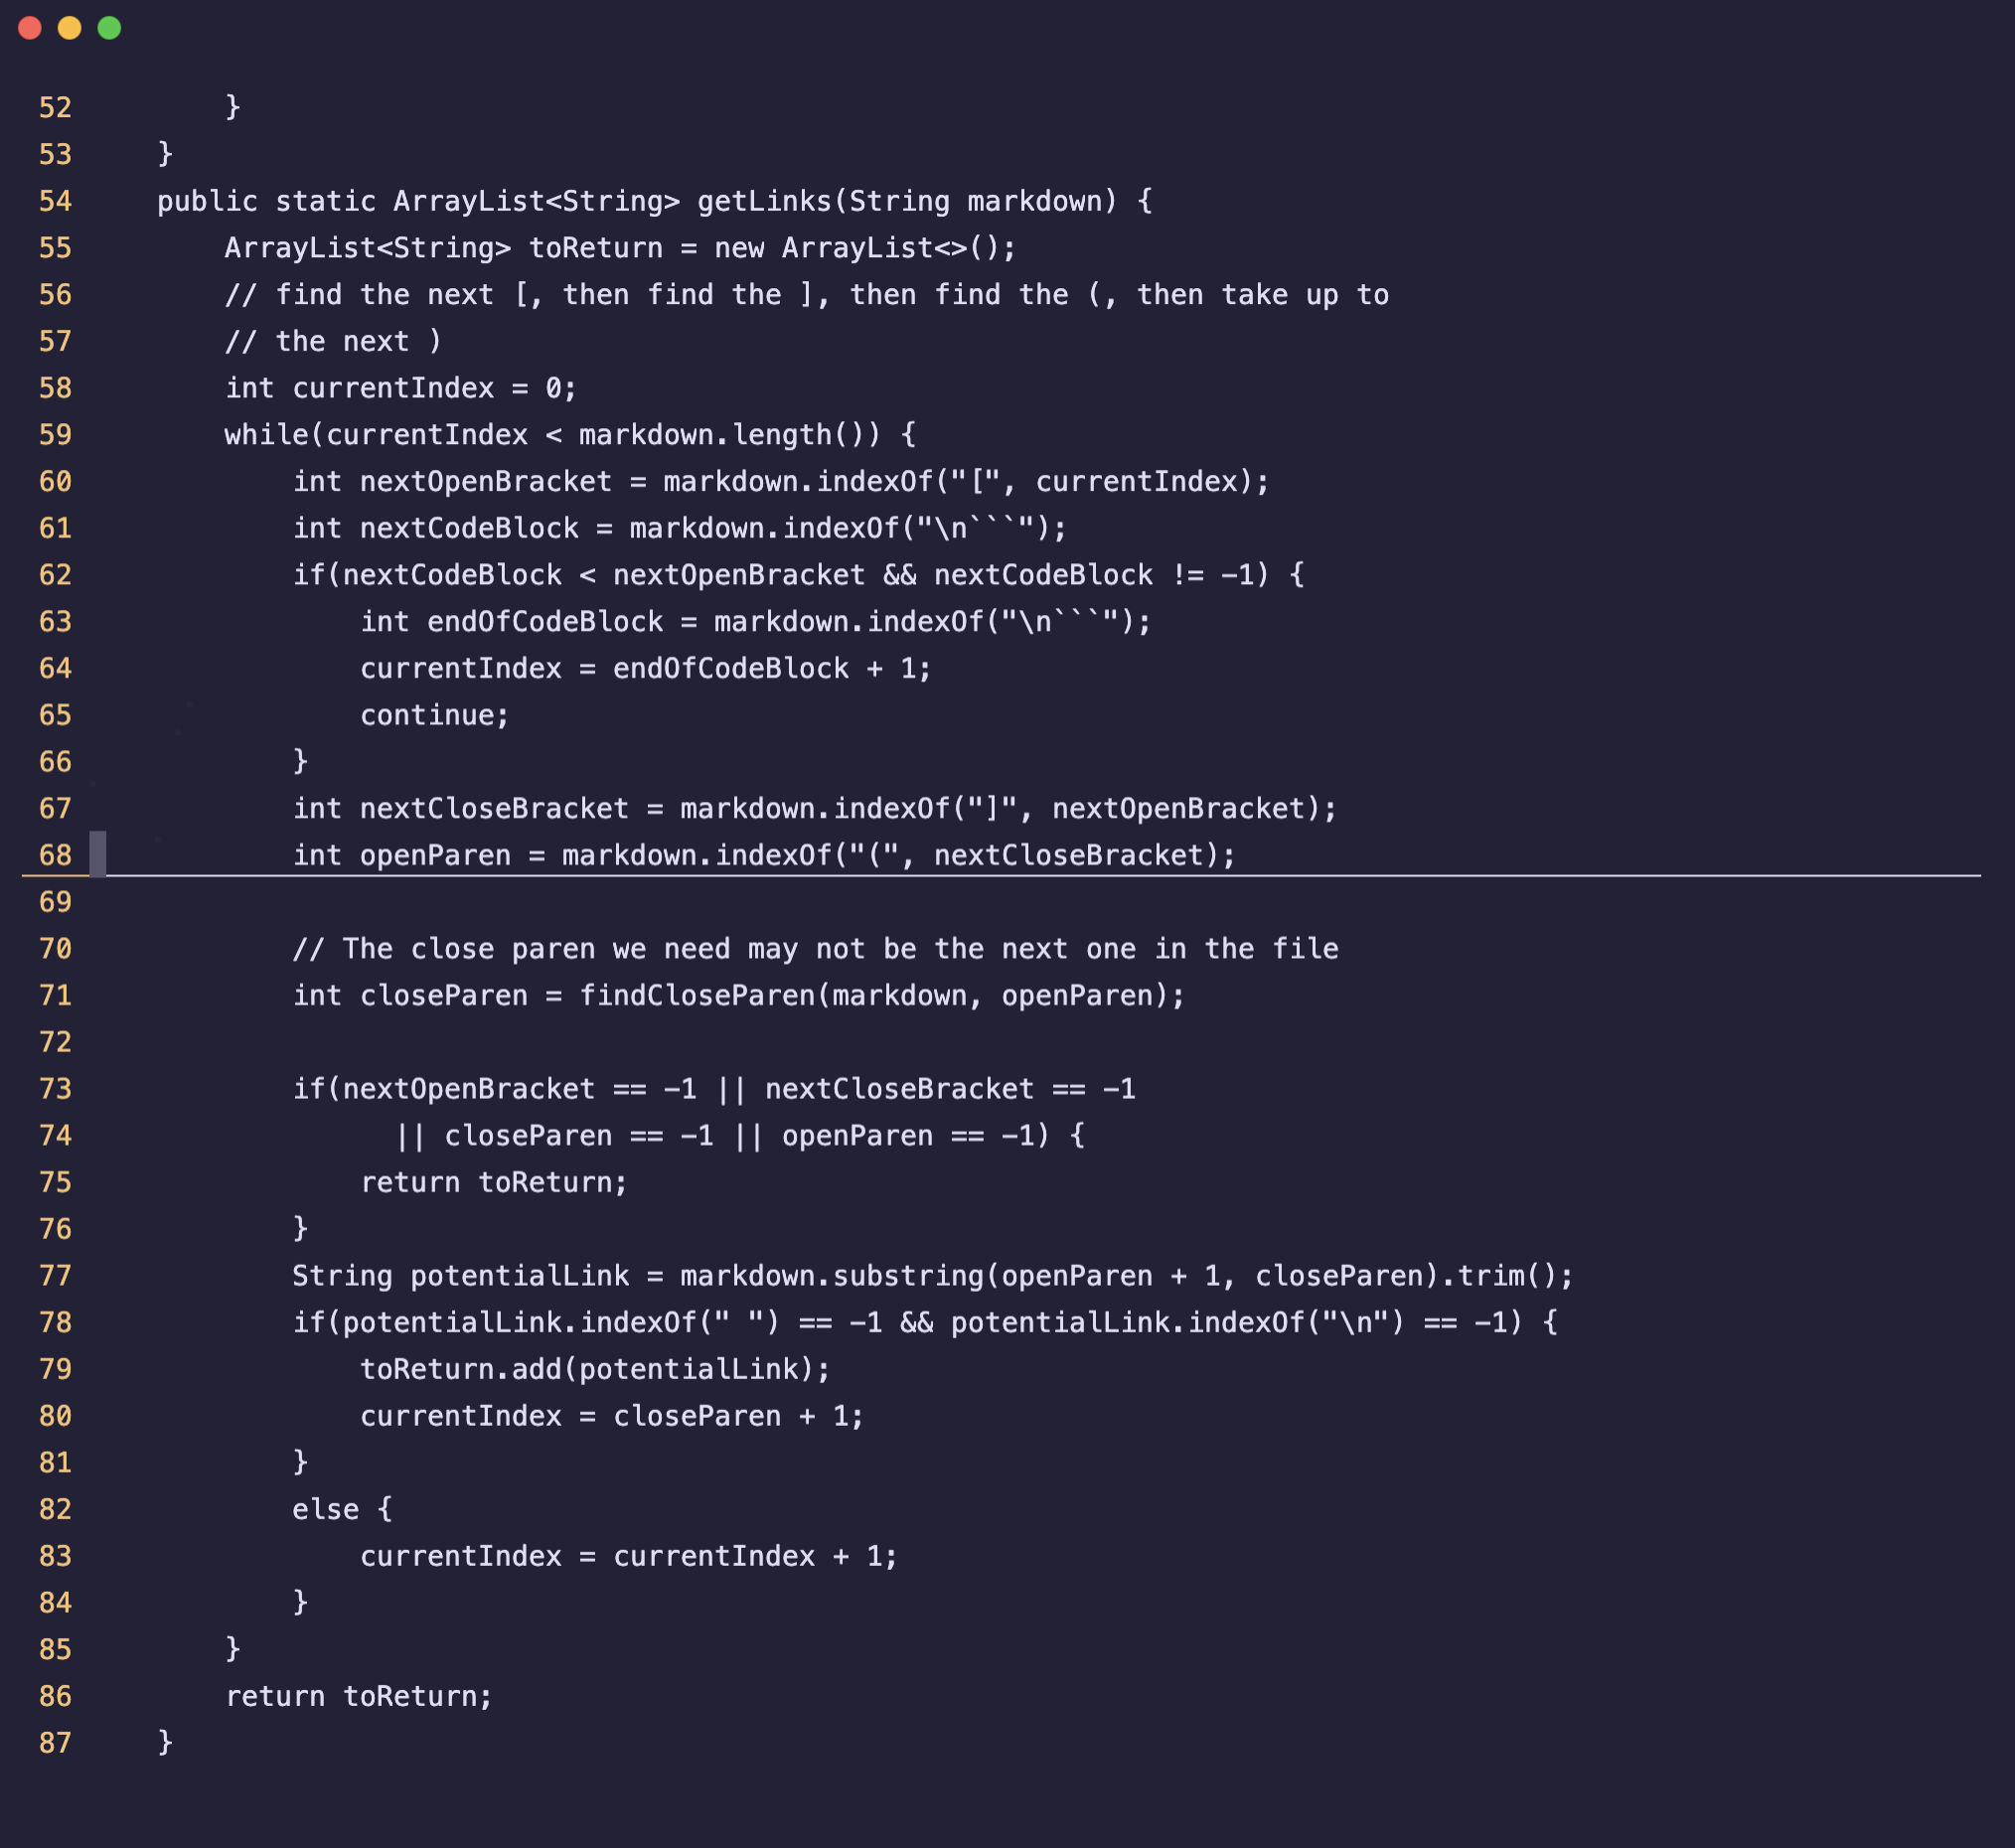 52         }
53     }
54     public static ArrayList<String> getLinks(String markdown) {
55         ArrayList<String> toReturn = new ArrayList<>();
56         // find the next [, then find the ], then find the (, then take up to
57         // the next )
58         int currentIndex = 0;
59         while(currentIndex < markdown.length()) {
60             int nextOpenBracket = markdown.indexOf("[", currentIndex);
61             int nextCodeBlock = markdown.indexOf("\n```");
62             if(nextCodeBlock < nextOpenBracket && nextCodeBlock != -1) {
63                 int endOfCodeBlock = markdown.indexOf("\n```");
64                 currentIndex = endOfCodeBlock + 1;
65                 continue;
66             }
67             int nextCloseBracket = markdown.indexOf("]", nextOpenBracket);
68             int openParen = markdown.indexOf("(", nextCloseBracket);
69
70             // The close paren we need may not be the next one in the file
71             int closeParen = findCloseParen(markdown, openParen);
72
73             if(nextOpenBracket == -1 || nextCloseBracket == -1
74                   || closeParen == -1 || openParen == -1) {
75                 return toReturn;
76             }
77             String potentialLink = markdown.substring(openParen + 1, closeParen).trim();
78             if(potentialLink.indexOf(" ") == -1 && potentialLink.indexOf("\n") == -1) {
79                 toReturn.add(potentialLink);
80                 currentIndex = closeParen + 1;
81             }
82             else {
83                 currentIndex = currentIndex + 1;
84             }
85         }
86         return toReturn;
87     }